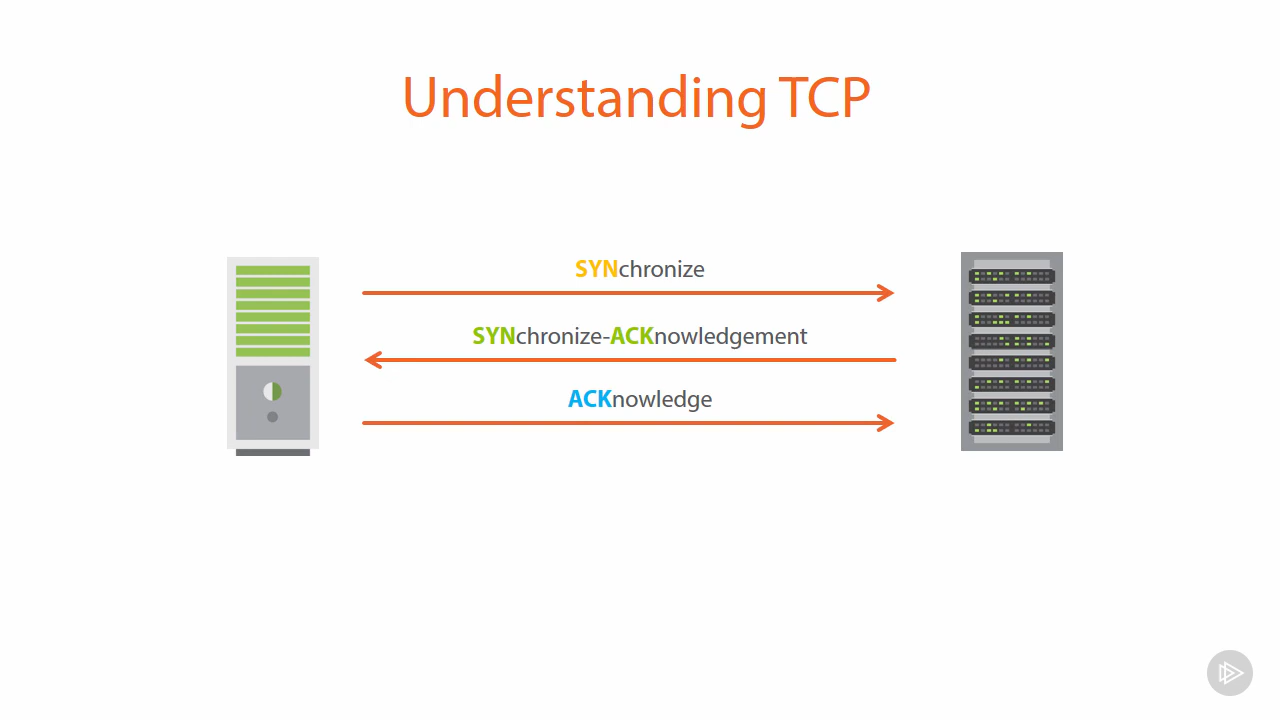 Understanding TCP
SYNchronize
SYNchronize-ACKnowledgement
ACKnowledge